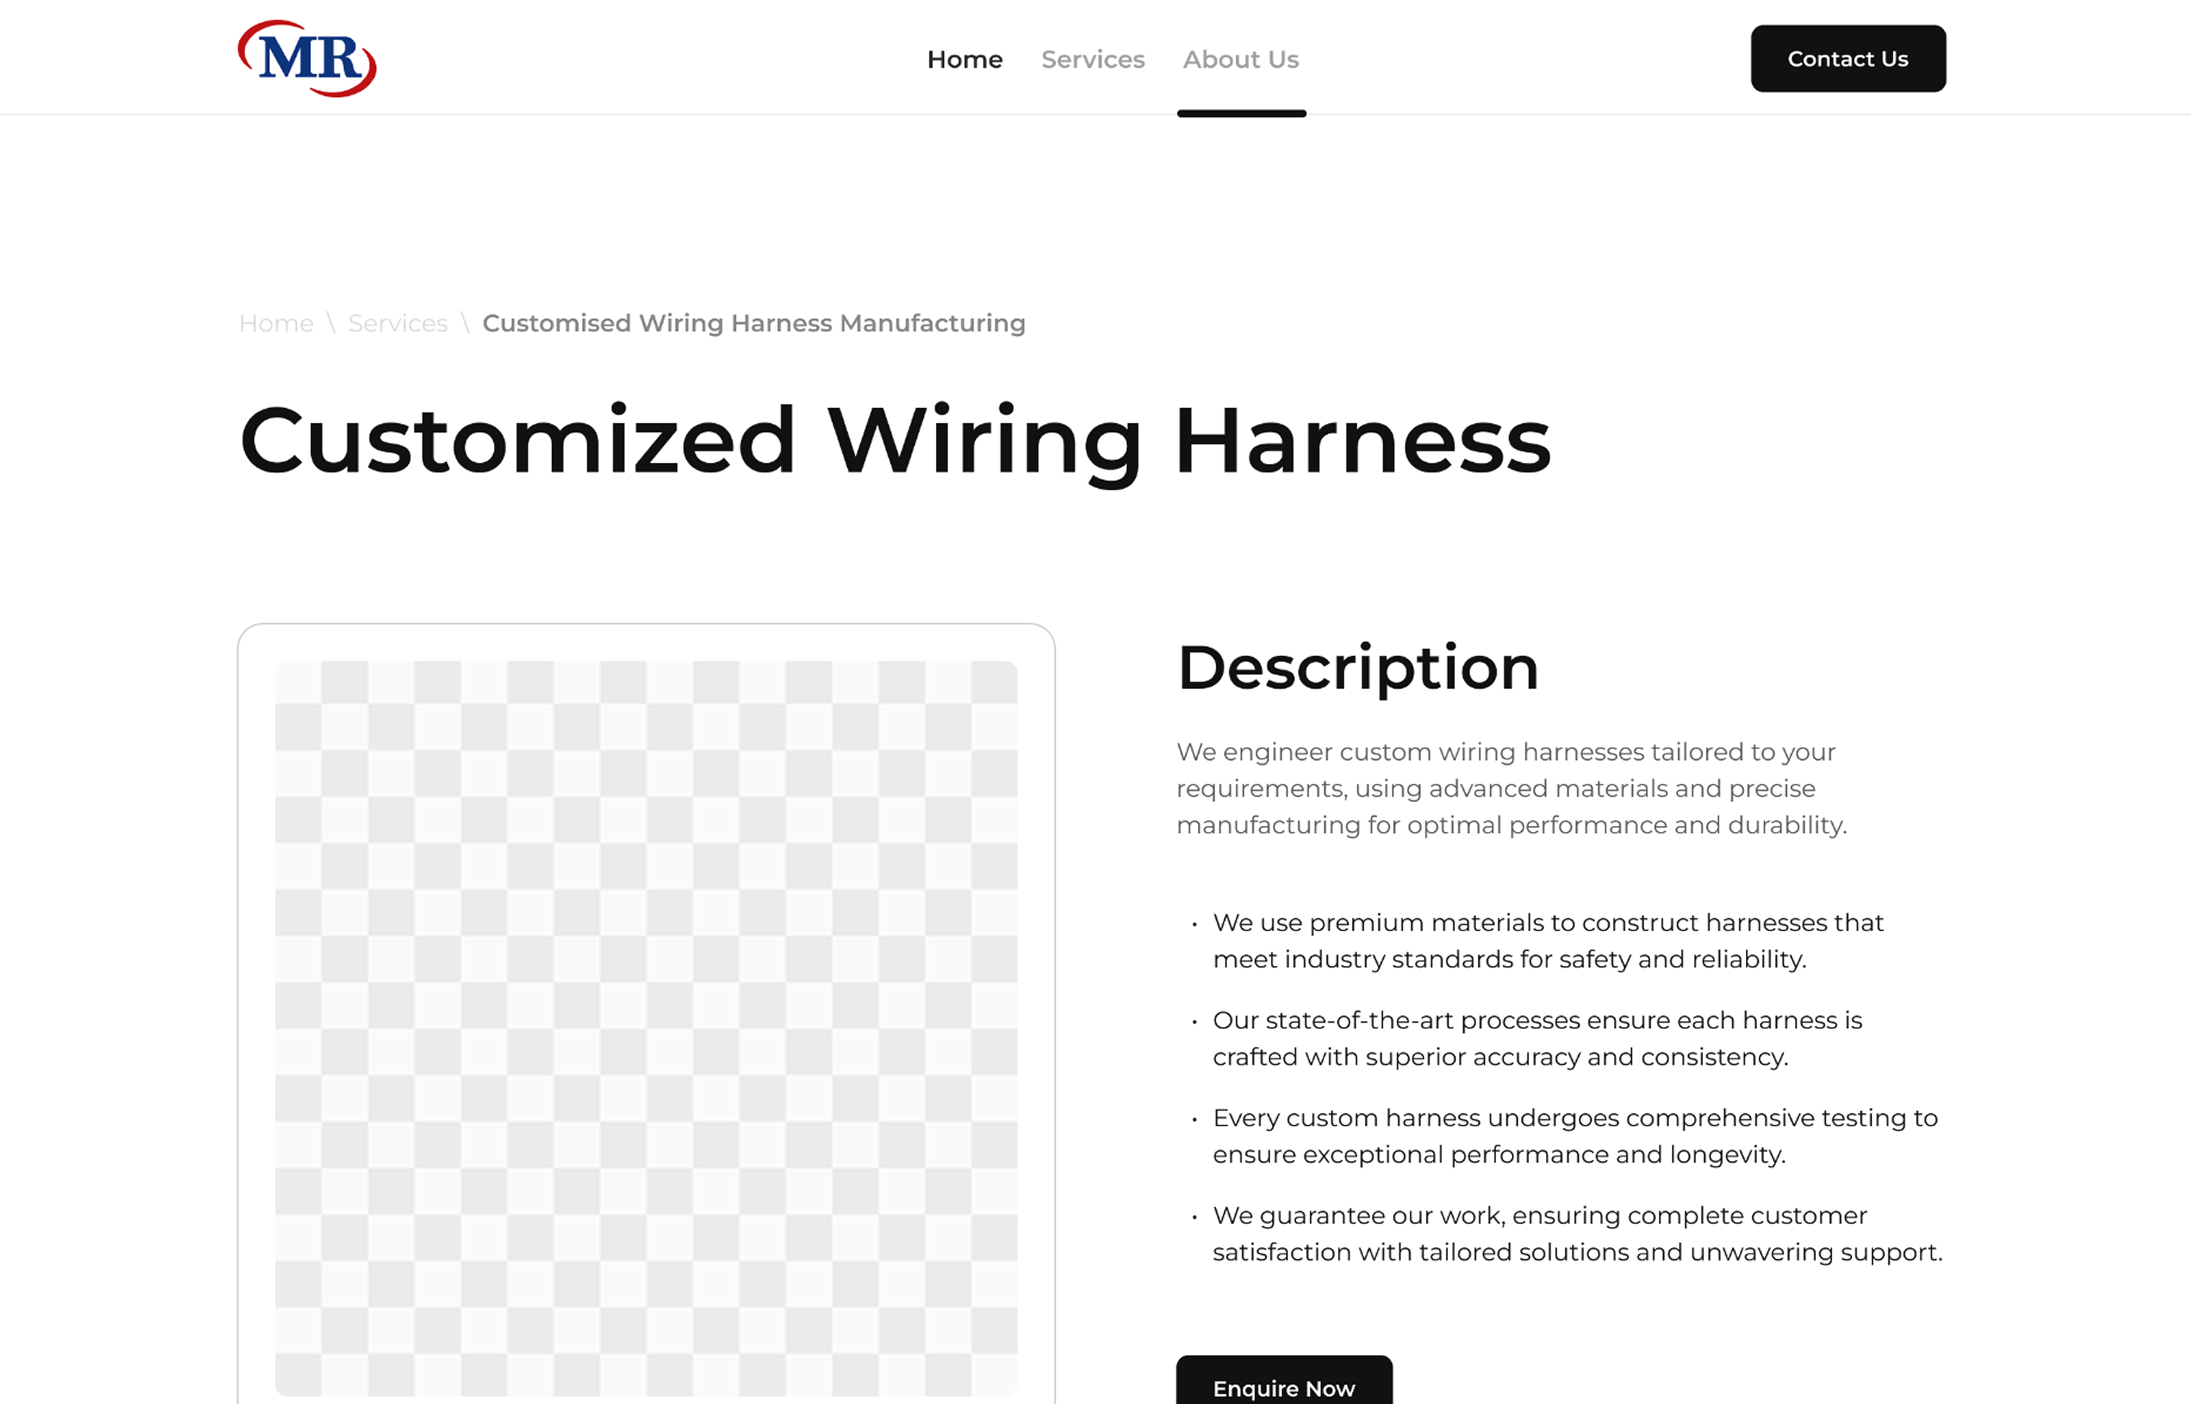 MR
Home Services About Us
Contact Us
Home \ Services \ Customised Wiring Harness Manufacturing
Customized Wiring Harness
Description
We engineer custom wiring harnesses tailored to your
requirements, using advanced materials and precise
manufacturing for optimal performance and durability.
• We use premium materials to construct harnesses that
meet industry standards for safety and reliability.
• Our state-of-the-art processes ensure each harness is
crafted with superior accuracy and consistency.
• Every custom harness undergoes comprehensive testing to
ensure exceptional performance and longevity.
• We guarantee our work, ensuring complete customer
satisfaction with tailored solutions and unwavering support.
Enquire Now